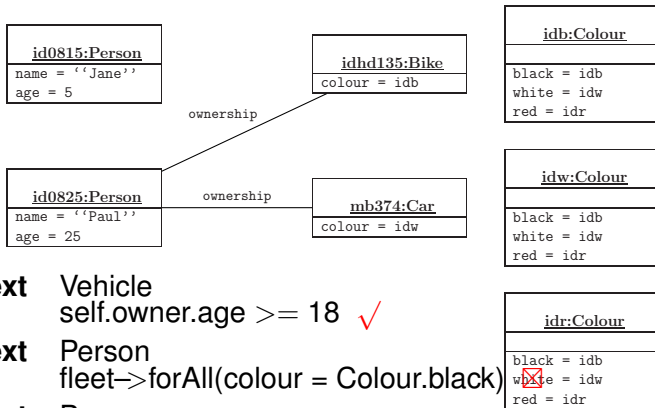 id0815:Person
name = ‘‘Jane’’
age = 5
idhd135:Bike
colour = idb
idb:Colour
black = idb
white = idw
red = idr
ownership
id0825:Person
name = ‘‘Paul’’
age = 25
ownership
mb374:Car
colour = idw
idw:Colour
black = idb
white = idw
red = idr
ext Vehicle
self.owner.age >= 18 √
ext Person
fleet−>forAll(colour = Colour.black)
idr:Colour
black = idb
white = idw
red = idr